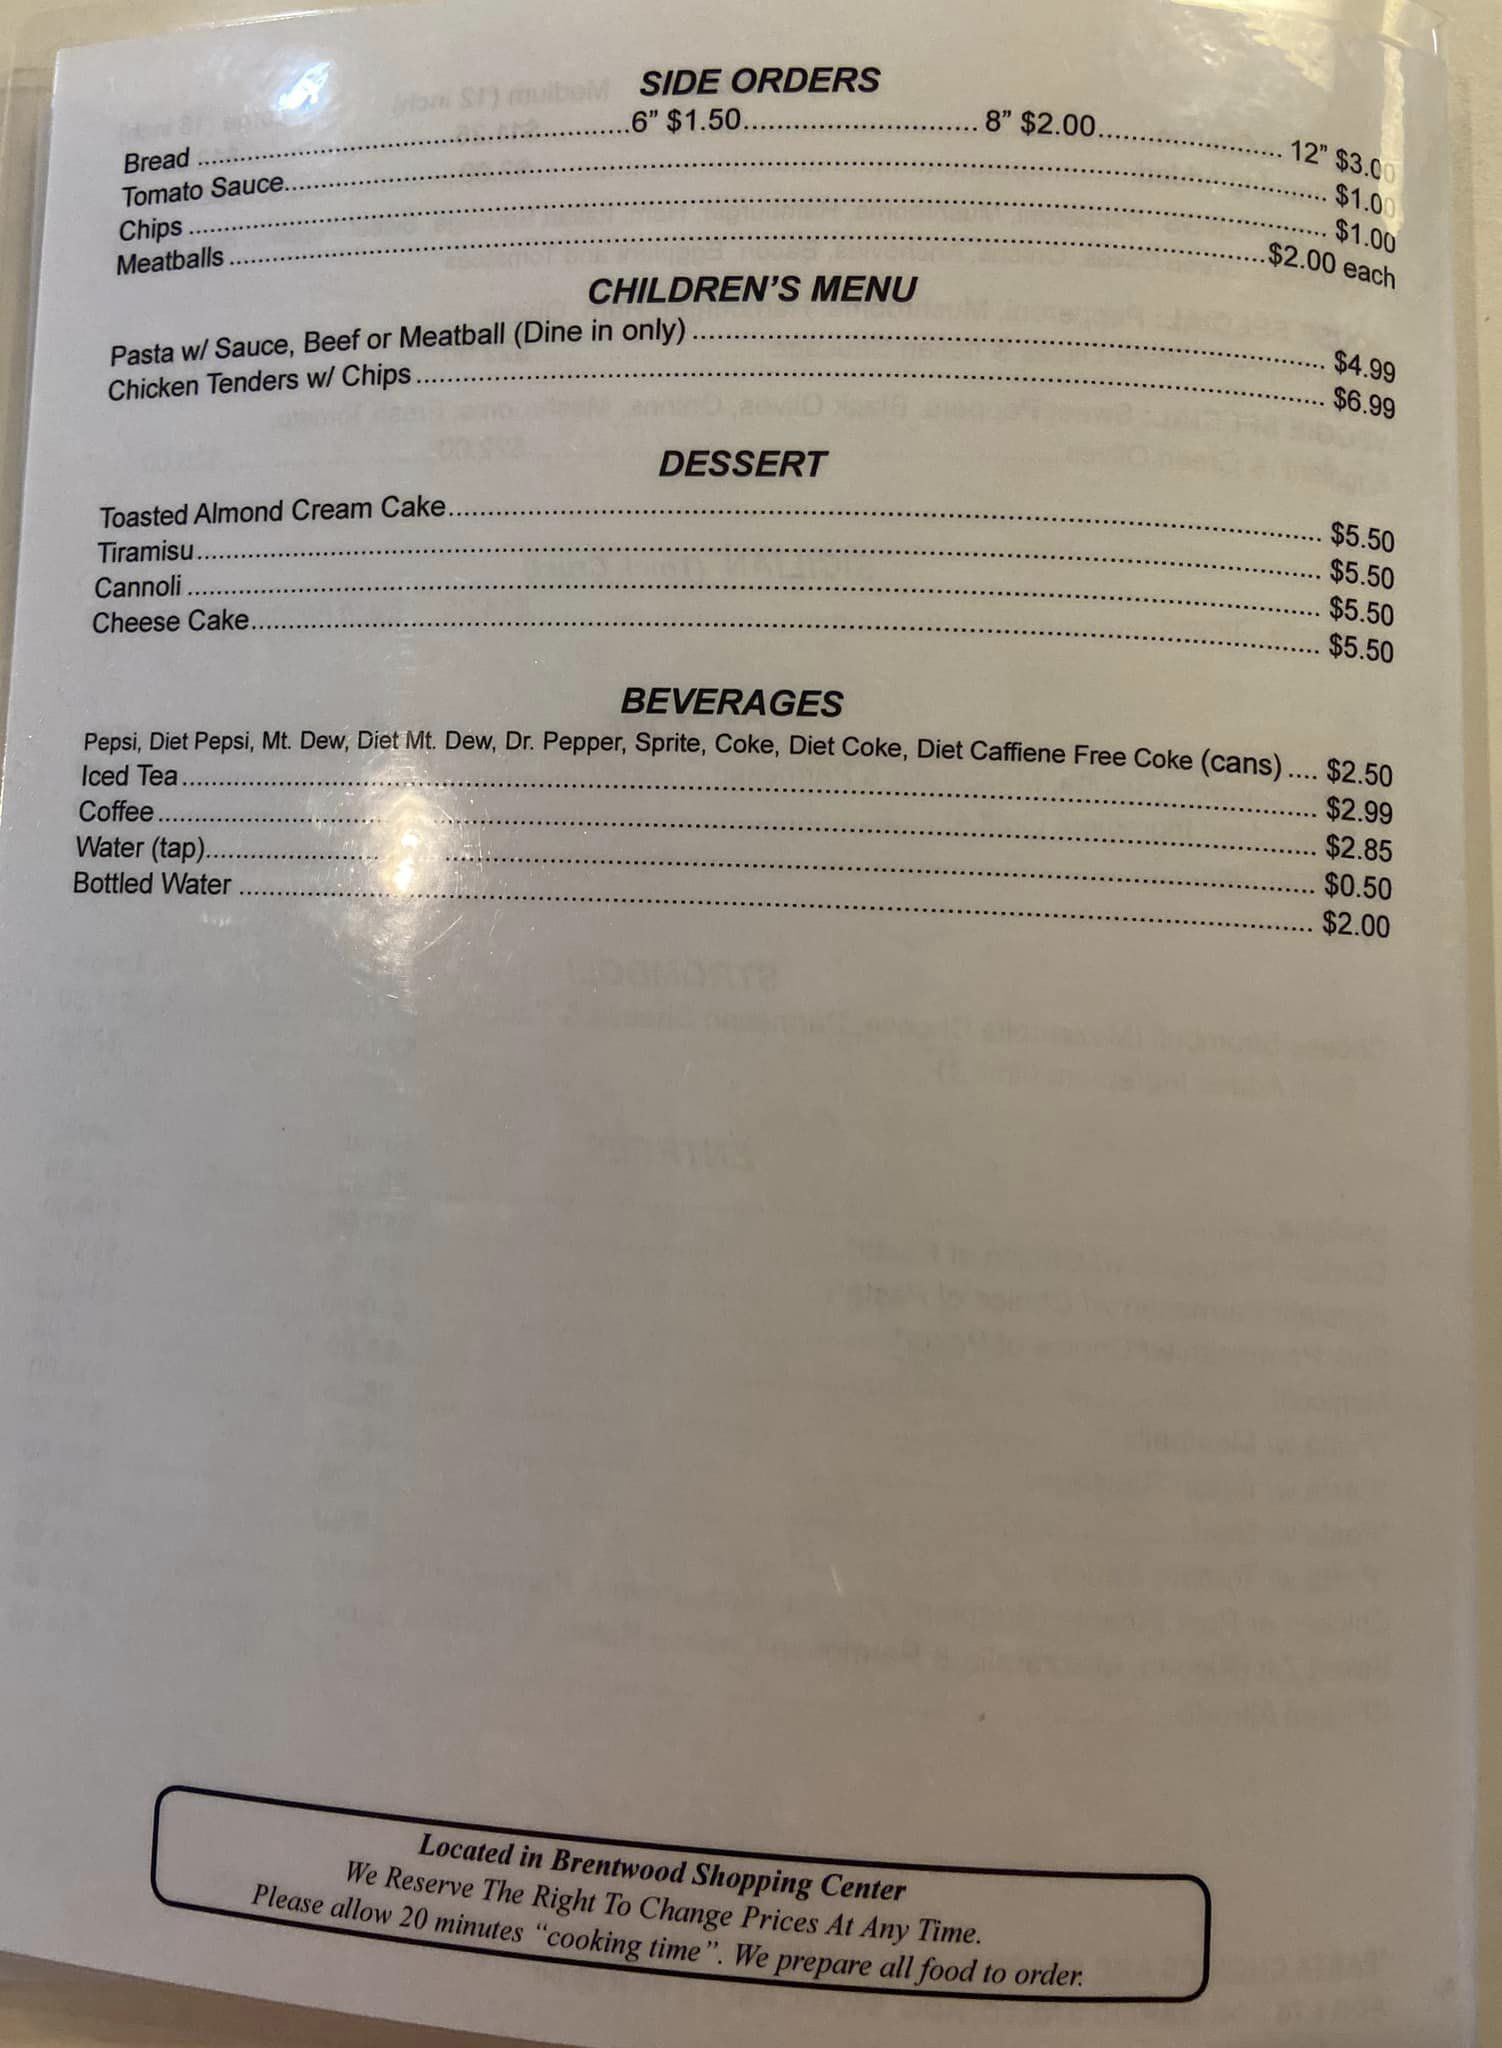 SIDE ORDERS
Bread ........ 6” $1.50 ........ 8” $2.00 ........ 12” $3.00
Tomato Sauce ........ $1.00
Chips ........ $1.00
Meatballs ........ $2.00 each
CHILDREN’S MENU
Pasta w/ Sauce, Beef or Meatball (Dine in only) ........ $4.99
Chicken Tenders w/ Chips ........ $6.99
DESSERT
Toasted Almond Cream Cake ........ $5.50
Tiramisu ........ $5.50
Cannoli ........ $5.50
Cheese Cake ........ $5.50
BEVERAGES
Pepsi, Diet Pepsi, Mt. Dew, Diet Mt. Dew, Dr. Pepper, Sprite, Coke, Diet Coke, Diet Caffiene Free Coke (cans) .... $2.50
Iced Tea ........ $2.99
Coffee ........ $2.85
Water (tap) ........ $0.50
Bottled Water ........ $2.00
Located in Brentwood Shopping Center
We Reserve The Right To Change Prices At Any Time.
Please allow 20 minutes “cooking time”. We prepare all food to order.